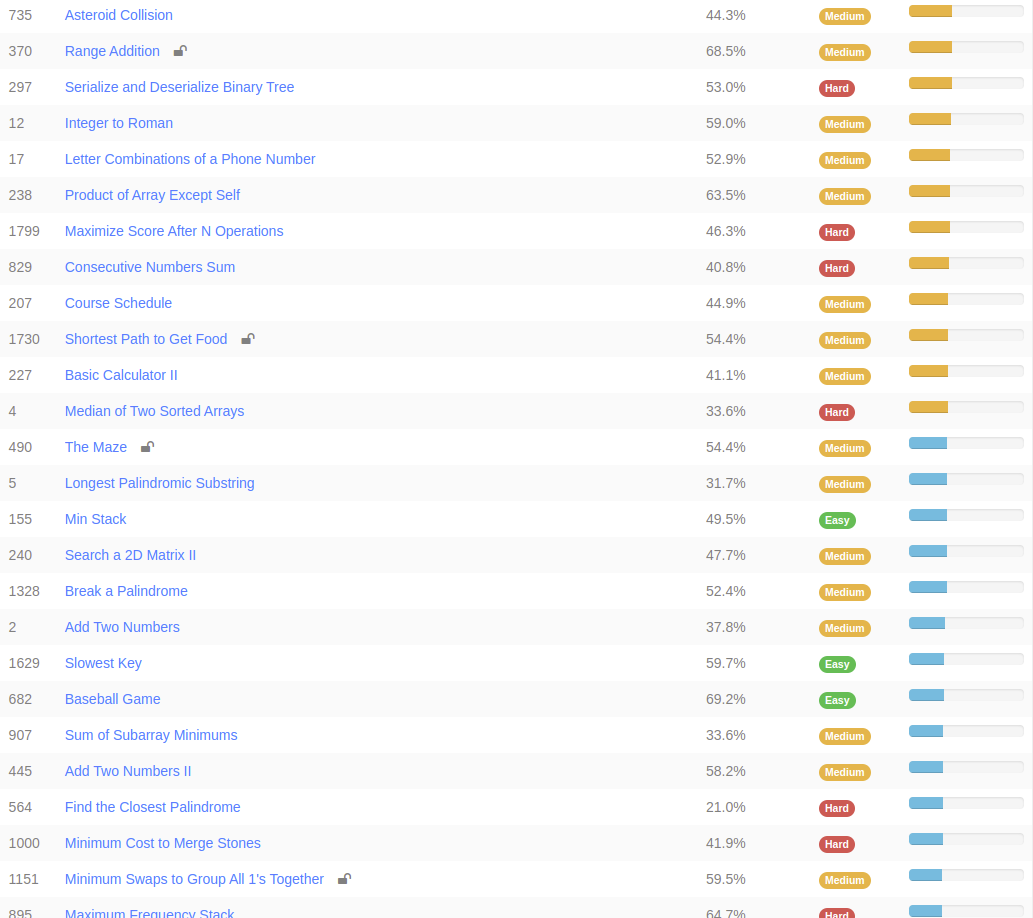 735 Asteroid Collision 44.3% Medium
370 Range Addition 68.5% Medium
297 Serialize and Deserialize Binary Tree 53.0% Hard
12 Integer to Roman 59.0% Medium
17 Letter Combinations of a Phone Number 52.9% Medium
238 Product of Array Except Self 63.5% Medium
1799 Maximize Score After N Operations 46.3% Hard
829 Consecutive Numbers Sum 40.8% Hard
207 Course Schedule 44.9% Medium
1730 Shortest Path to Get Food 54.4% Medium
227 Basic Calculator II 41.1% Medium
4 Median of Two Sorted Arrays 33.6% Hard
490 The Maze 54.4% Medium
5 Longest Palindromic Substring 31.7% Medium
155 Min Stack 49.5% Easy
240 Search a 2D Matrix II 47.7% Medium
1328 Break a Palindrome 52.4% Medium
2 Add Two Numbers 37.8% Medium
1629 Slowest Key 59.7% Easy
682 Baseball Game 69.2% Easy
907 Sum of Subarray Minimums 33.6% Medium
445 Add Two Numbers II 58.2% Medium
564 Find the Closest Palindrome 21.0% Hard
1000 Minimum Cost to Merge Stones 41.9% Hard
1151 Minimum Swaps to Group All 1's Together 59.5% Medium
895 Maximum Frequency Stack 64.7% Hard